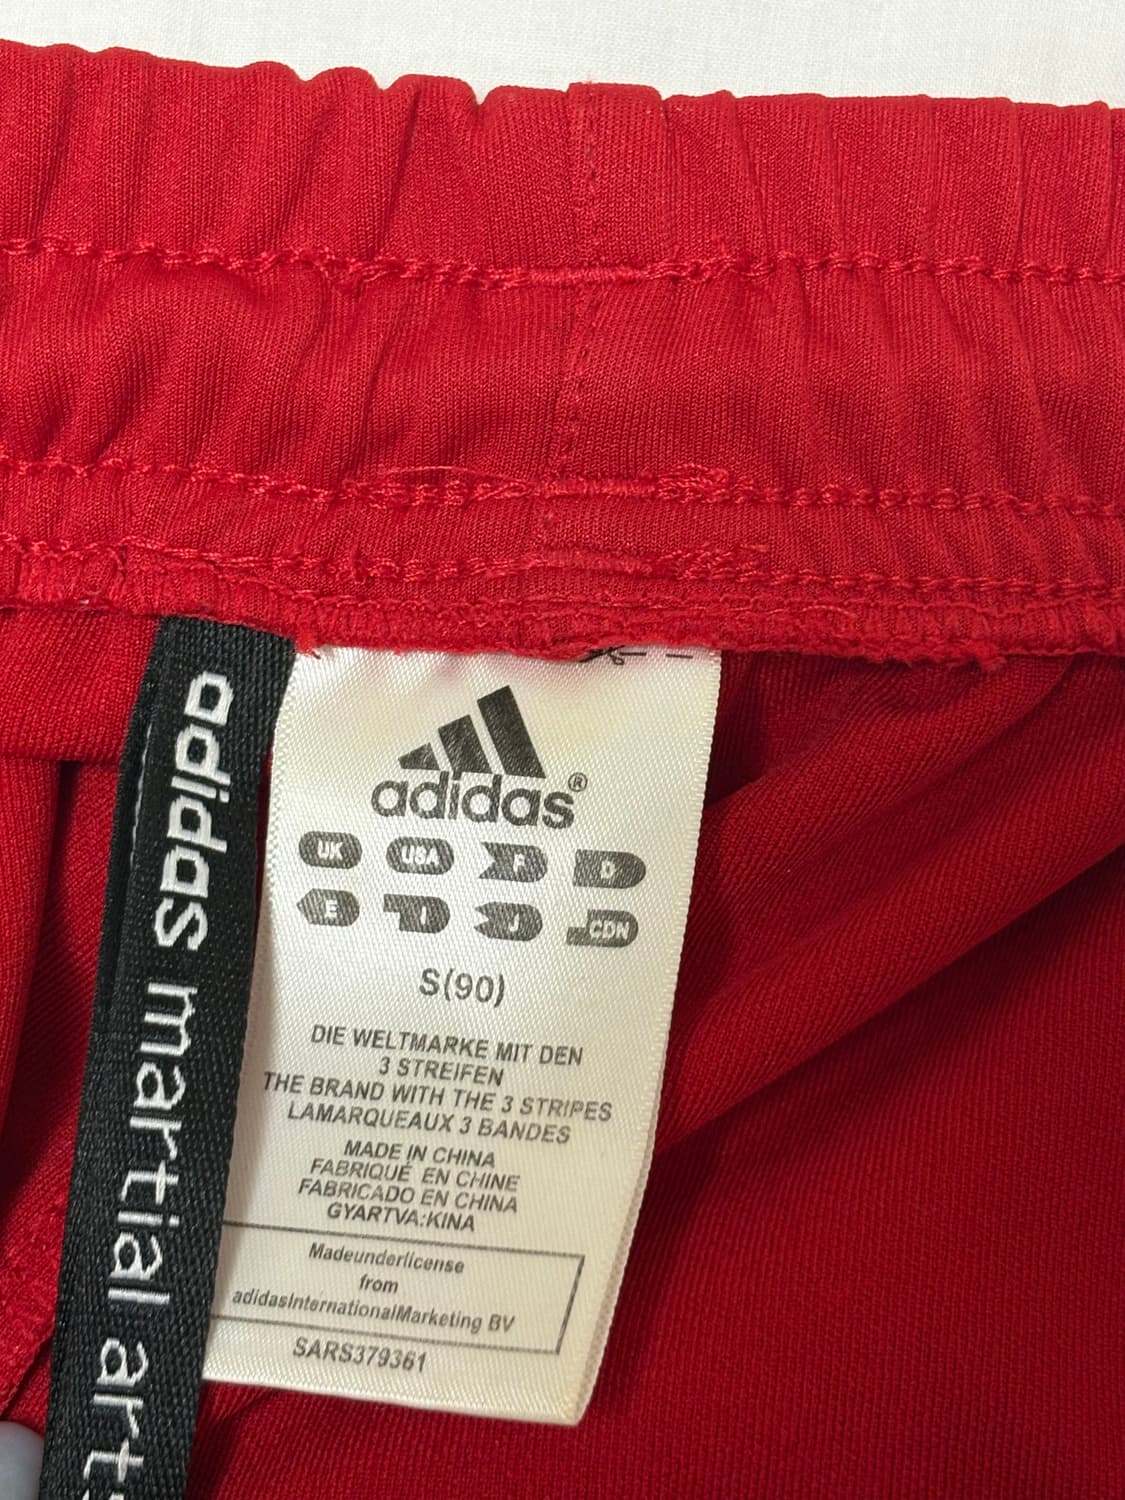 adidas martial arts
adidas®
UK USA F D
E I J CDN
S(90)
DIE WELTMARKE MIT DEN
3 STREIFEN
THE BRAND WITH THE 3 STRIPES
LAMARQUEAUX 3 BANDES
MADE IN CHINA
FABRIQUÉ EN CHINE
FABRICADO EN CHINA
GYARTVA:KINA
Madeunderlicense
from
adidasInternationalMarketing BV
SARS379361